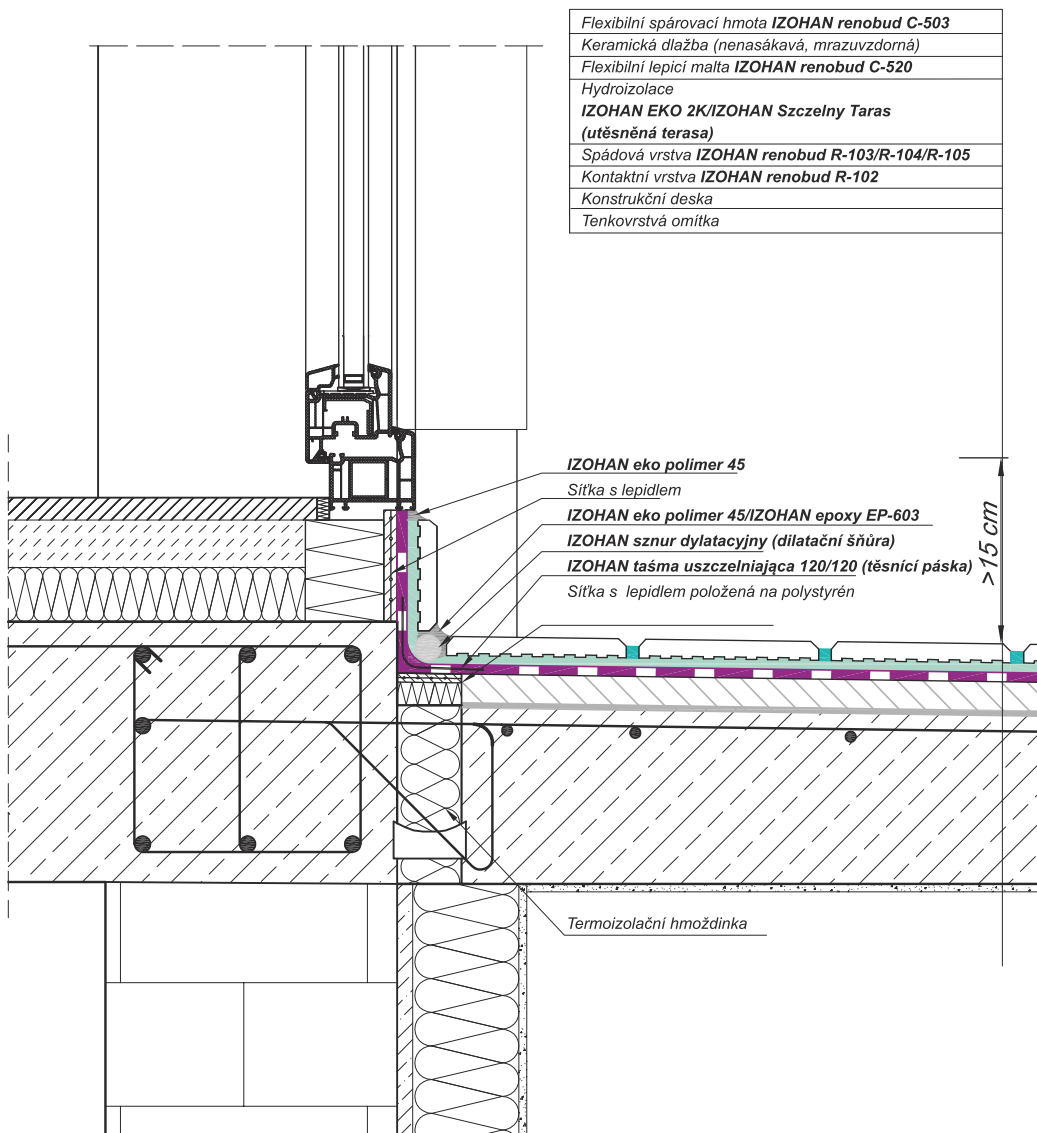 Flexibilní spárovací hmota IZOHAN renobud C-503
Keramická dlažba (nenasákavá, mrazuvzdorná)
Flexibilní lepicí malta IZOHAN renobud C-520
Hydroizolace
IZOHAN EKO 2K/IZOHAN Szczelny Taras
(utěsněná terasa)
Spádová vrstva IZOHAN renobud R-103/R-104/R-105
Kontaktní vrstva IZOHAN renobud R-102
Konstrukční deska
Tenkovrstvá omítka
IZOHAN eko polimer 45
Síťka s lepidlem
IZOHAN eko polimer 45/IZOHAN epoxy EP-603
IZOHAN sznur dylatacyjny (dilatační šňůra)
IZOHAN taśma uszczelniająca 120/120 (těsnící páska)
Síťka s lepidlem položená na polystyrén
>15 cm
Termoizolační hmoždinka